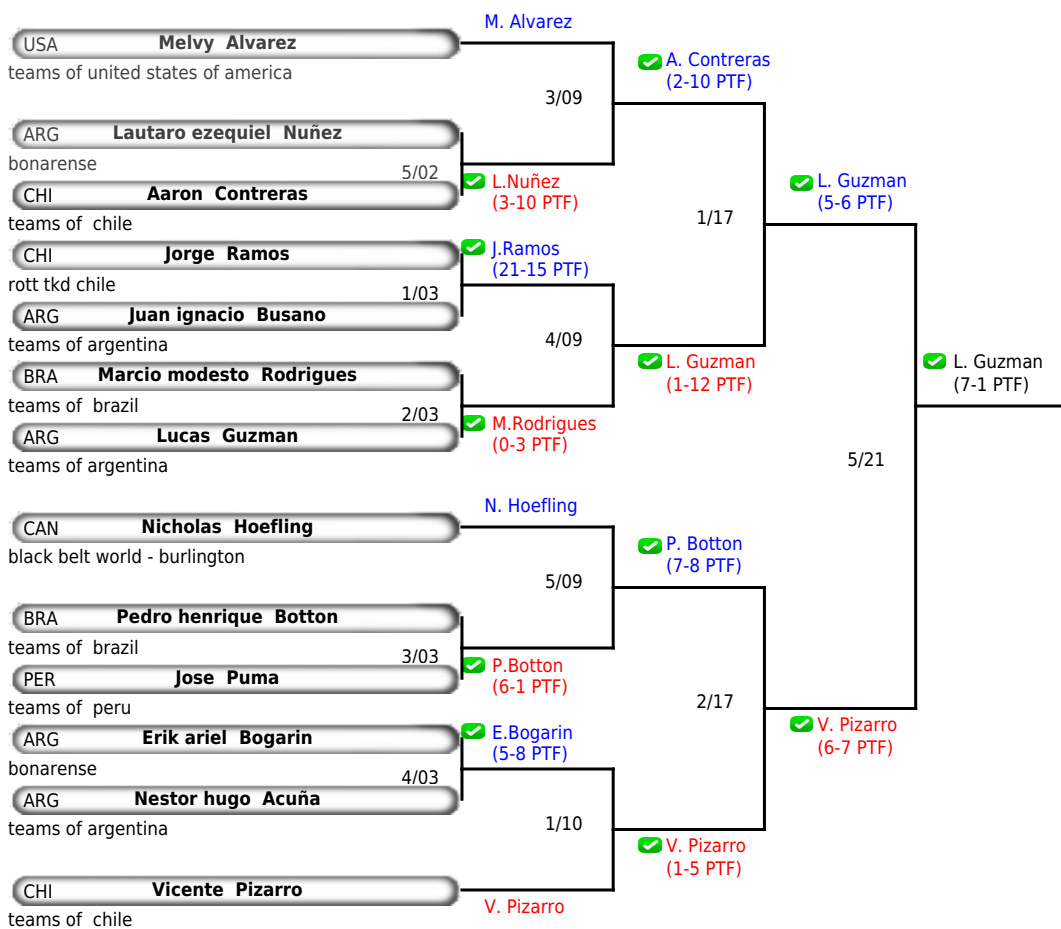 M. Alvarez
USA Melvy Alvarez
teams of united states of america
A. Contreras
(2-10 PTF)
3/09
ARG Lautaro ezequiel Nuñez
bonarense
5/02
L.Nuñez
(3-10 PTF)
CHI Aaron Contreras
teams of chile
L. Guzman
(5-6 PTF)
1/17
CHI Jorge Ramos
rott tkd chile
J.Ramos
(21-15 PTF)
1/03
ARG Juan ignacio Busano
teams of argentina
4/09
L. Guzman
(1-12 PTF)
L. Guzman
(7-1 PTF)
BRA Marcio modesto Rodrigues
teams of brazil
2/03
M.Rodrigues
(0-3 PTF)
ARG Lucas Guzman
teams of argentina
5/21
N. Hoefling
CAN Nicholas Hoefling
black belt world - burlington
P. Botton
(7-8 PTF)
5/09
BRA Pedro henrique Botton
teams of brazil
3/03
P.Botton
(6-1 PTF)
PER Jose Puma
teams of peru
2/17
V. Pizarro
(6-7 PTF)
ARG Erik ariel Bogarin
bonarense
E.Bogarin
(5-8 PTF)
4/03
ARG Nestor hugo Acuña
teams of argentina
1/10
V. Pizarro
(1-5 PTF)
CHI Vicente Pizarro
teams of chile
V. Pizarro